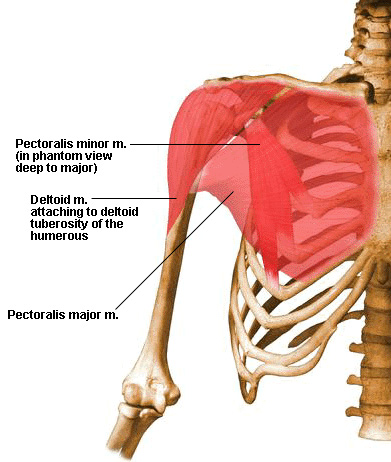 Pectoralis minor m.
(in phantom view
deep to major)
Deltoid m.
attaching to deltoid
tuberosity of the
humerous
Pectoralis major m.